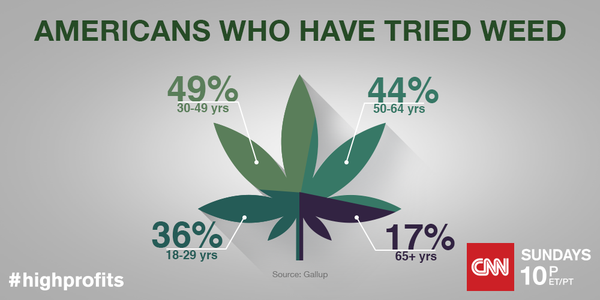 AMERICANS WHO HAVE TRIED WEED
49%
30-49 yrs
44%
50-64 yrs
36%
18-29 yrs
17%
65+ yrs
Source: Gallup
#highprofits
CNN
SUNDAYS
10P
ET/PT